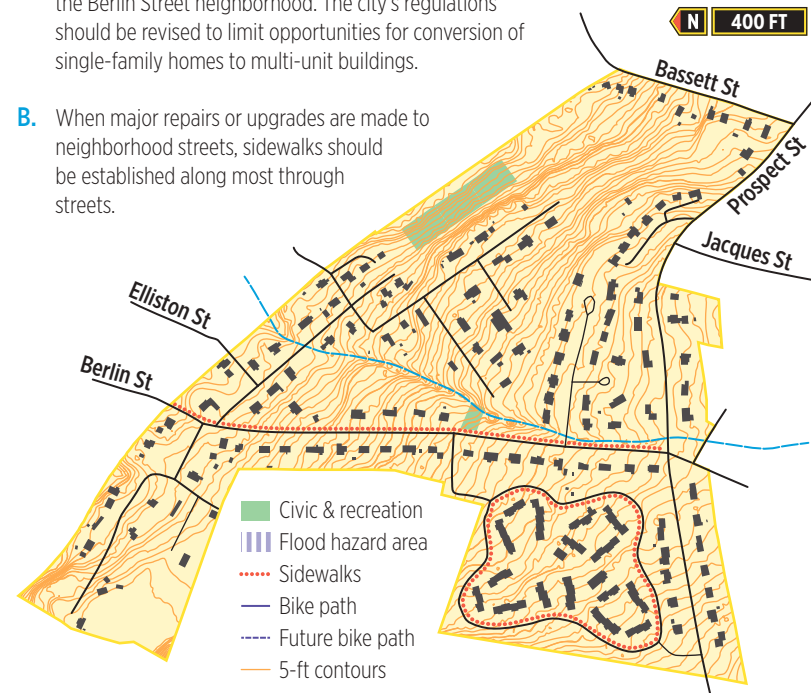 the Berlin Street neighborhood. The city's regulations
should be revised to limit opportunities for conversion of
single-family homes to multi-unit buildings.
B. When major repairs or upgrades are made to
neighborhood streets, sidewalks should
be established along most through
streets.
N 400 FT
Bassett St
Prospect St
Jacques St
Elliston St
Berlin St
Civic & recreation
Flood hazard area
Sidewalks
Bike path
Future bike path
5-ft contours